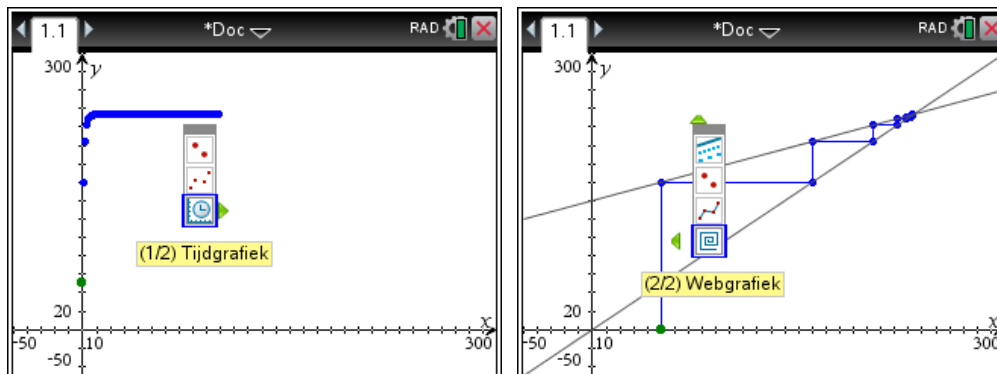 1.1 *Doc RAD
300 y
(1/2) Tijdgrafiek
20
x
-50 10 300
-50
1.1 *Doc RAD
300 y
(2/2) Webgrafiek
20
x
-50 10 300
-50